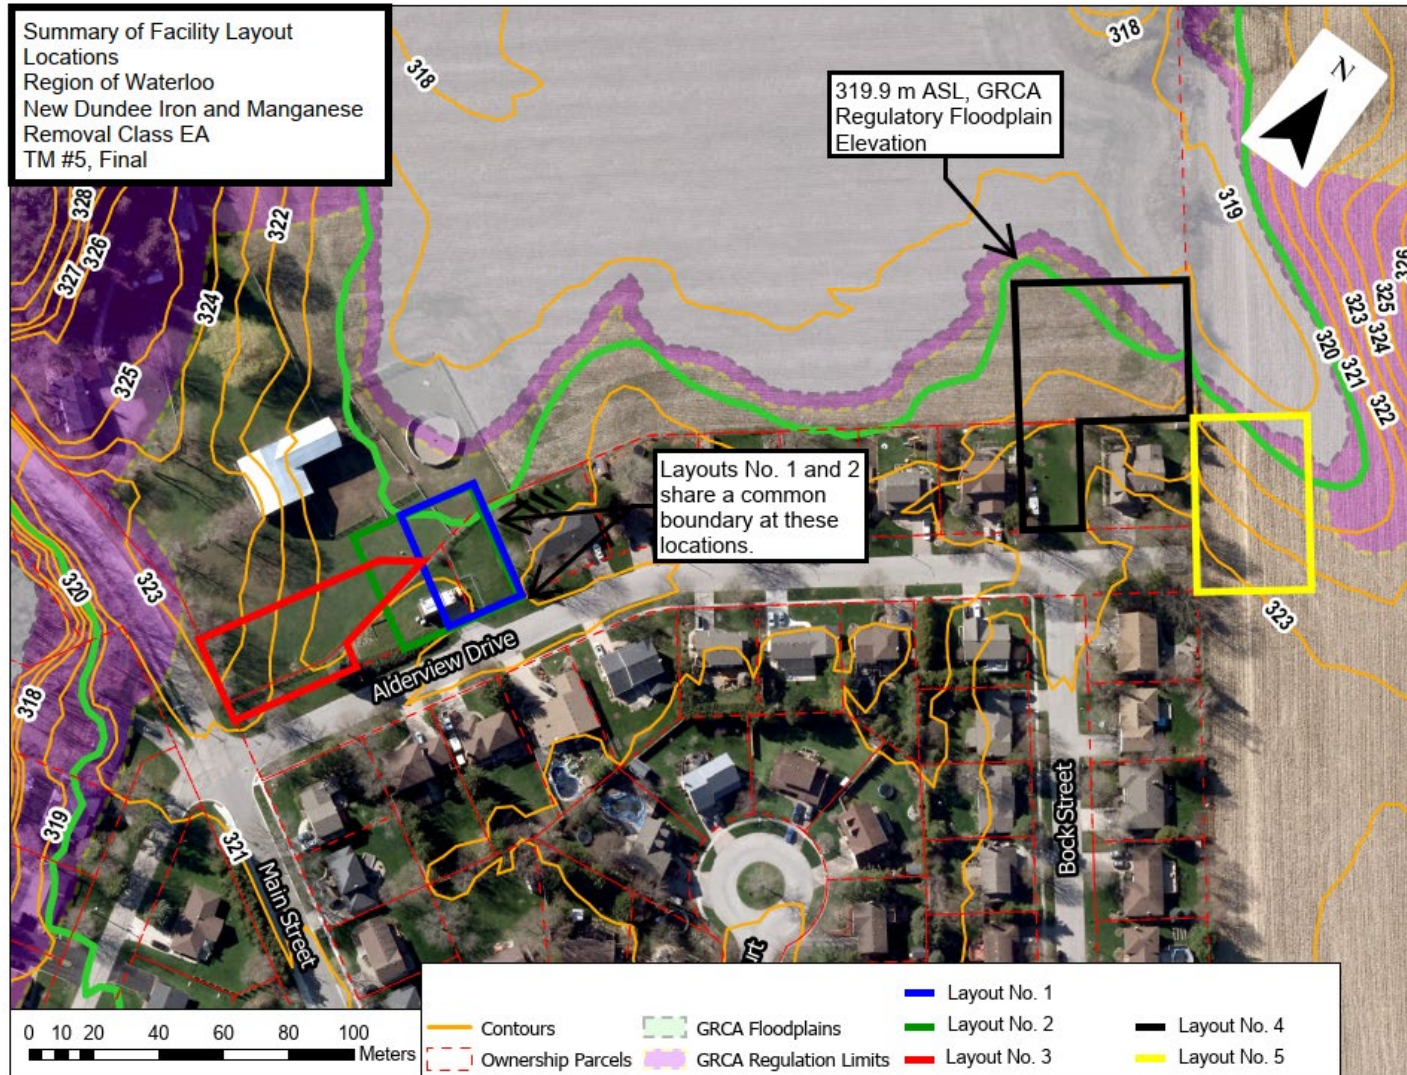 Summary of Facility Layout
Locations
Region of Waterloo
New Dundee Iron and Manganese
Removal Class EA
TM #5, Final
318
318
N
319.9 m ASL, GRCA
Regulatory Floodplain
Elevation
319
328
326
327
322
324
325
325
323
324
320
321
322
Layouts No. 1 and 2
share a common
boundary at these
locations.
320
323
323
318
319
321
Alderview Drive
Main Street
Bock Street
urt
0 10 20 40 60 80 100
Meters
Contours
Ownership Parcels
GRCA Floodplains
GRCA Regulation Limits
Layout No. 1
Layout No. 2
Layout No. 3
Layout No. 4
Layout No. 5